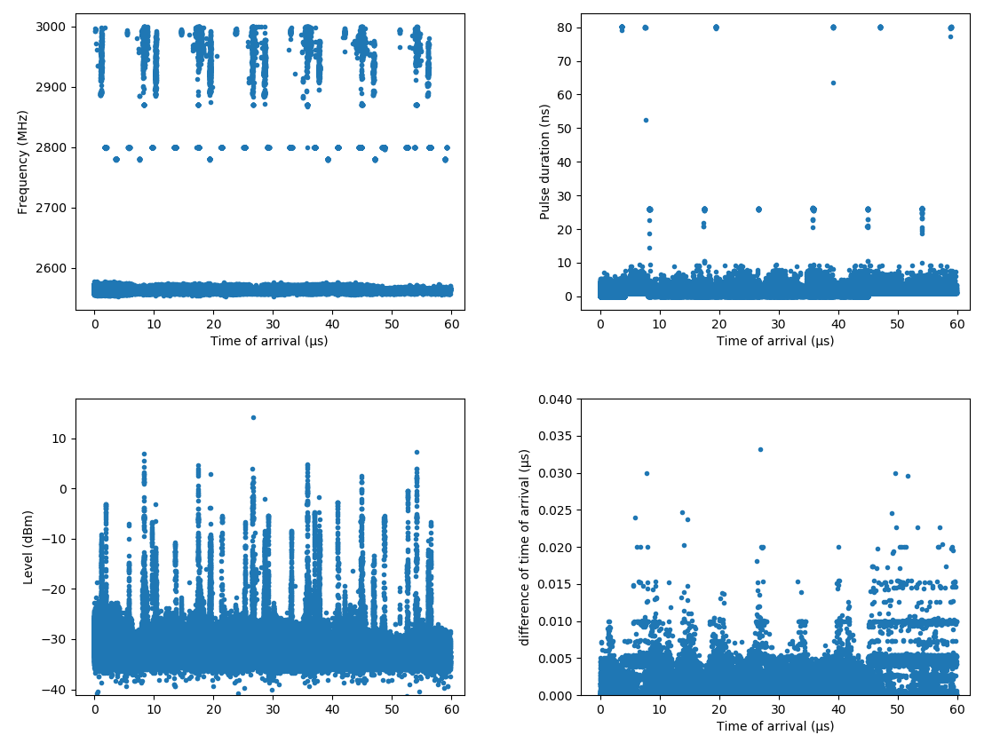 3000
2900
2800
2700
2600
Frequency (MHz)
0 10 20 30 40 50 60
Time of arrival (µs)
80
70
60
50
40
30
20
10
0
Pulse duration (ns)
0 10 20 30 40 50 60
Time of arrival (µs)
10
0
−10
−20
−30
−40
Level (dBm)
0 10 20 30 40 50 60
0.040
0.035
0.030
0.025
0.020
0.015
0.010
0.005
0.000
difference of time of arrival (µs)
0 10 20 30 40 50 60
Time of arrival (µs)